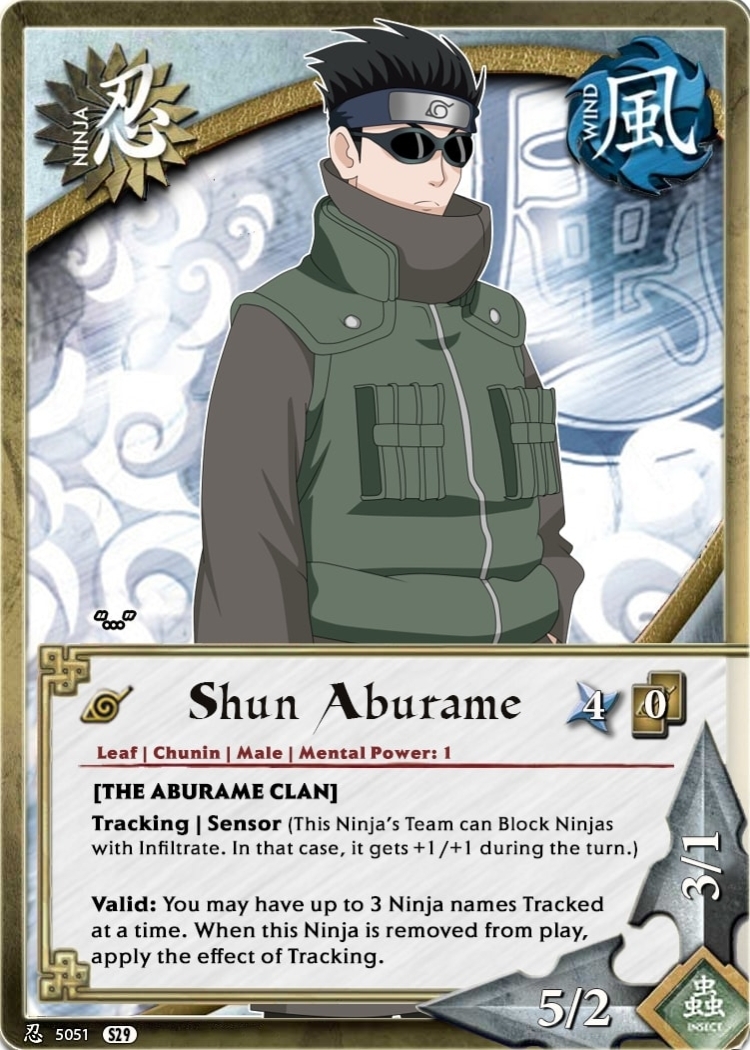 忍
NINJA
風
WIND
"..."
Shun Aburame
4
0
Leaf | Chunin | Male | Mental Power: 1
[THE ABURAME CLAN]
Tracking | Sensor (This Ninja's Team can Block Ninjas
with Infiltrate. In that case, it gets +1/+1 during the turn.)
Valid: You may have up to 3 Ninja names Tracked
at a time. When this Ninja is removed from play,
apply the effect of Tracking.
3/1
5/2
蟲
INSECT
忍 5051 S29